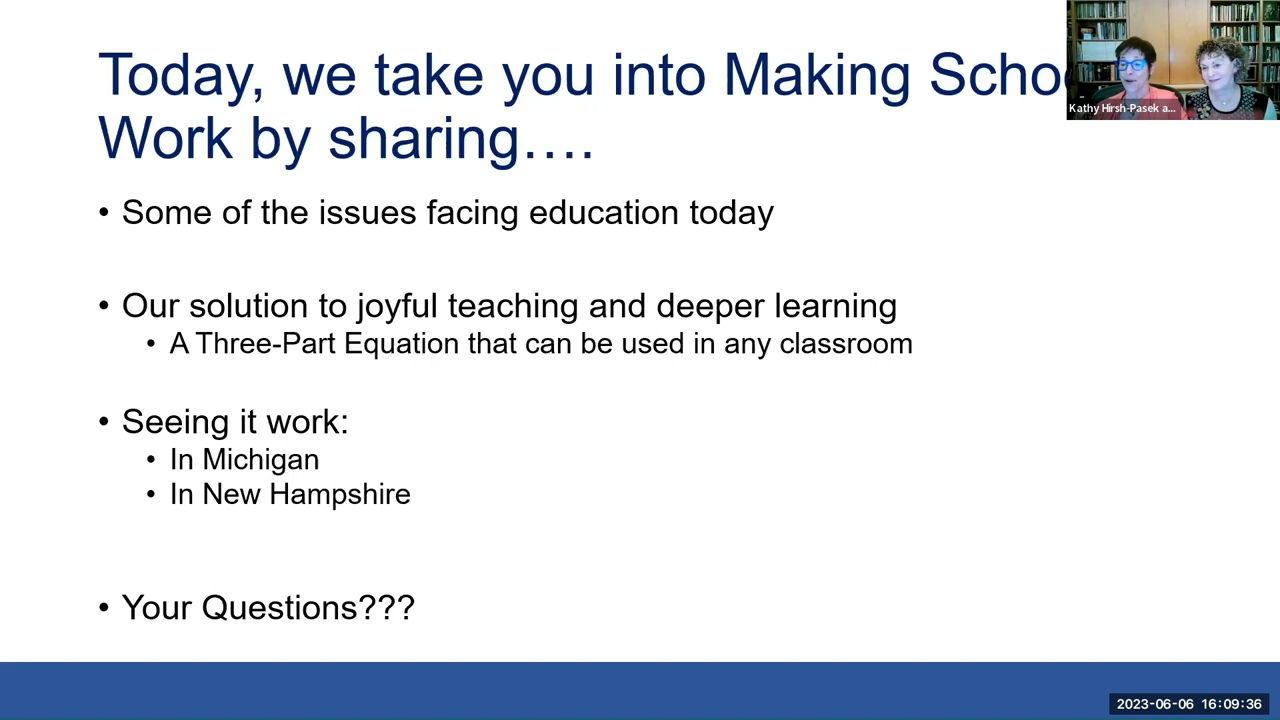 Today, we take you into Making Scho
Work by sharing….
• Some of the issues facing education today
• Our solution to joyful teaching and deeper learning
• A Three-Part Equation that can be used in any classroom
• Seeing it work:
• In Michigan
• In New Hampshire
• Your Questions???
Kathy Hirsh-Pasek a...
2023-06-06 16:09:36